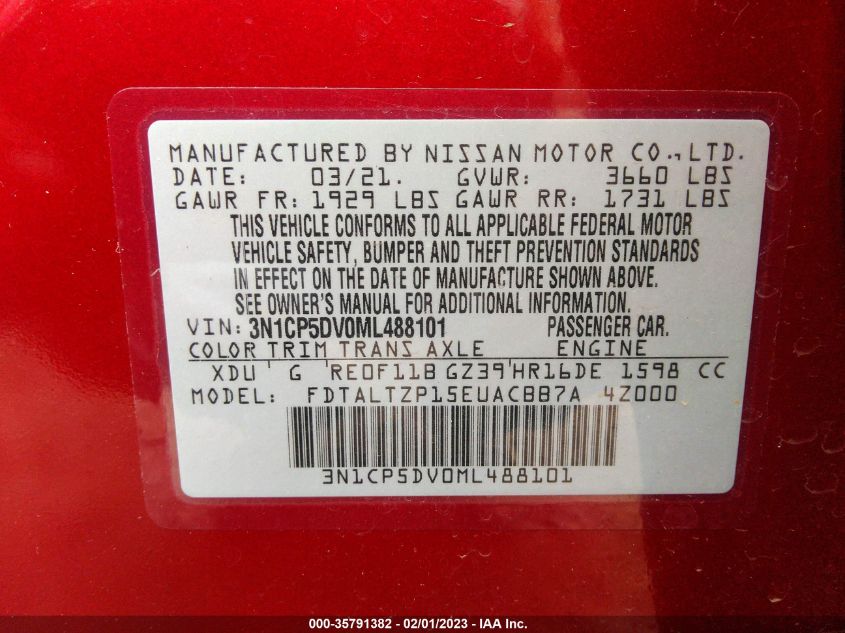 MANUFACTURED BY NISSAN MOTOR CO., LTD.
DATE: 03/21. GVWR: 3660 LBS
GAWR FR: 1929 LBS GAWR RR: 1731 LBS
THIS VEHICLE CONFORMS TO ALL APPLICABLE FEDERAL MOTOR
VEHICLE SAFETY, BUMPER AND THEFT PREVENTION STANDARDS
IN EFFECT ON THE DATE OF MANUFACTURE SHOWN ABOVE.
SEE OWNER'S MANUAL FOR ADDITIONAL INFORMATION.
VIN: 3N1CP5DV0ML488101 PASSENGER CAR.
COLOR TRIM TRANS AXLE ENGINE
XDU G RE0F11B GZ39 HR16DE 1598 CC
MODEL: FDTALTZP15EUACBB7A 4Z000
3N1CP5DV0ML488101
000-35791382 - 02/01/2023 - IAA Inc.